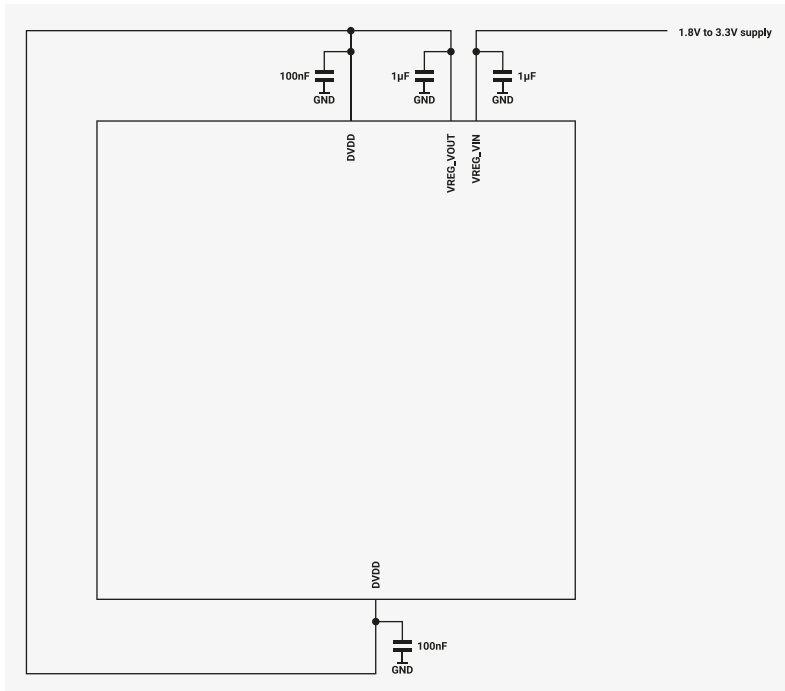 1.8V to 3.3V supply
100nF
1µF
1µF
GND
GND
GND
DVDD
VREG_VOUT
VREG_VIN
DVDD
100nF
GND